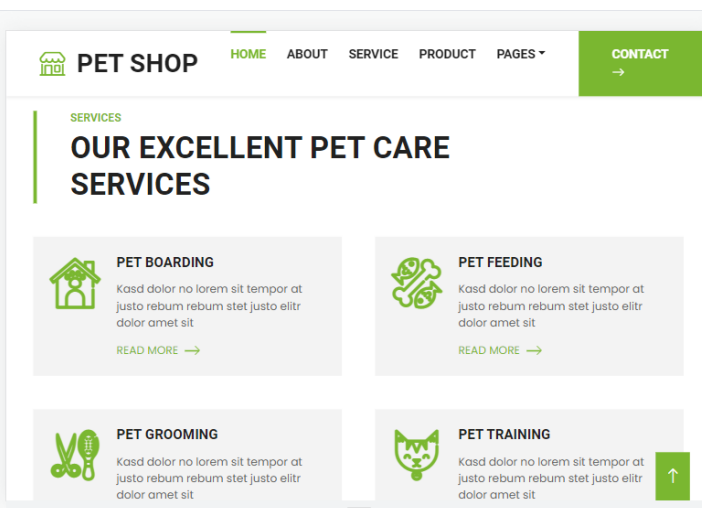 PET SHOP
HOME ABOUT SERVICE PRODUCT PAGES
CONTACT
SERVICES
OUR EXCELLENT PET CARE
SERVICES
PET BOARDING
Kasd dolor no lorem sit tempor at
justo rebum rebum stet justo elitr
dolor amet sit
READ MORE
PET FEEDING
Kasd dolor no lorem sit tempor at
justo rebum rebum stet justo elitr
dolor amet sit
READ MORE
PET GROOMING
Kasd dolor no lorem sit tempor at
justo rebum rebum stet justo elitr
dolor amet sit
PET TRAINING
Kasd dolor no lorem sit tempor at
justo rebum rebum stet justo elitr
dolor amet sit